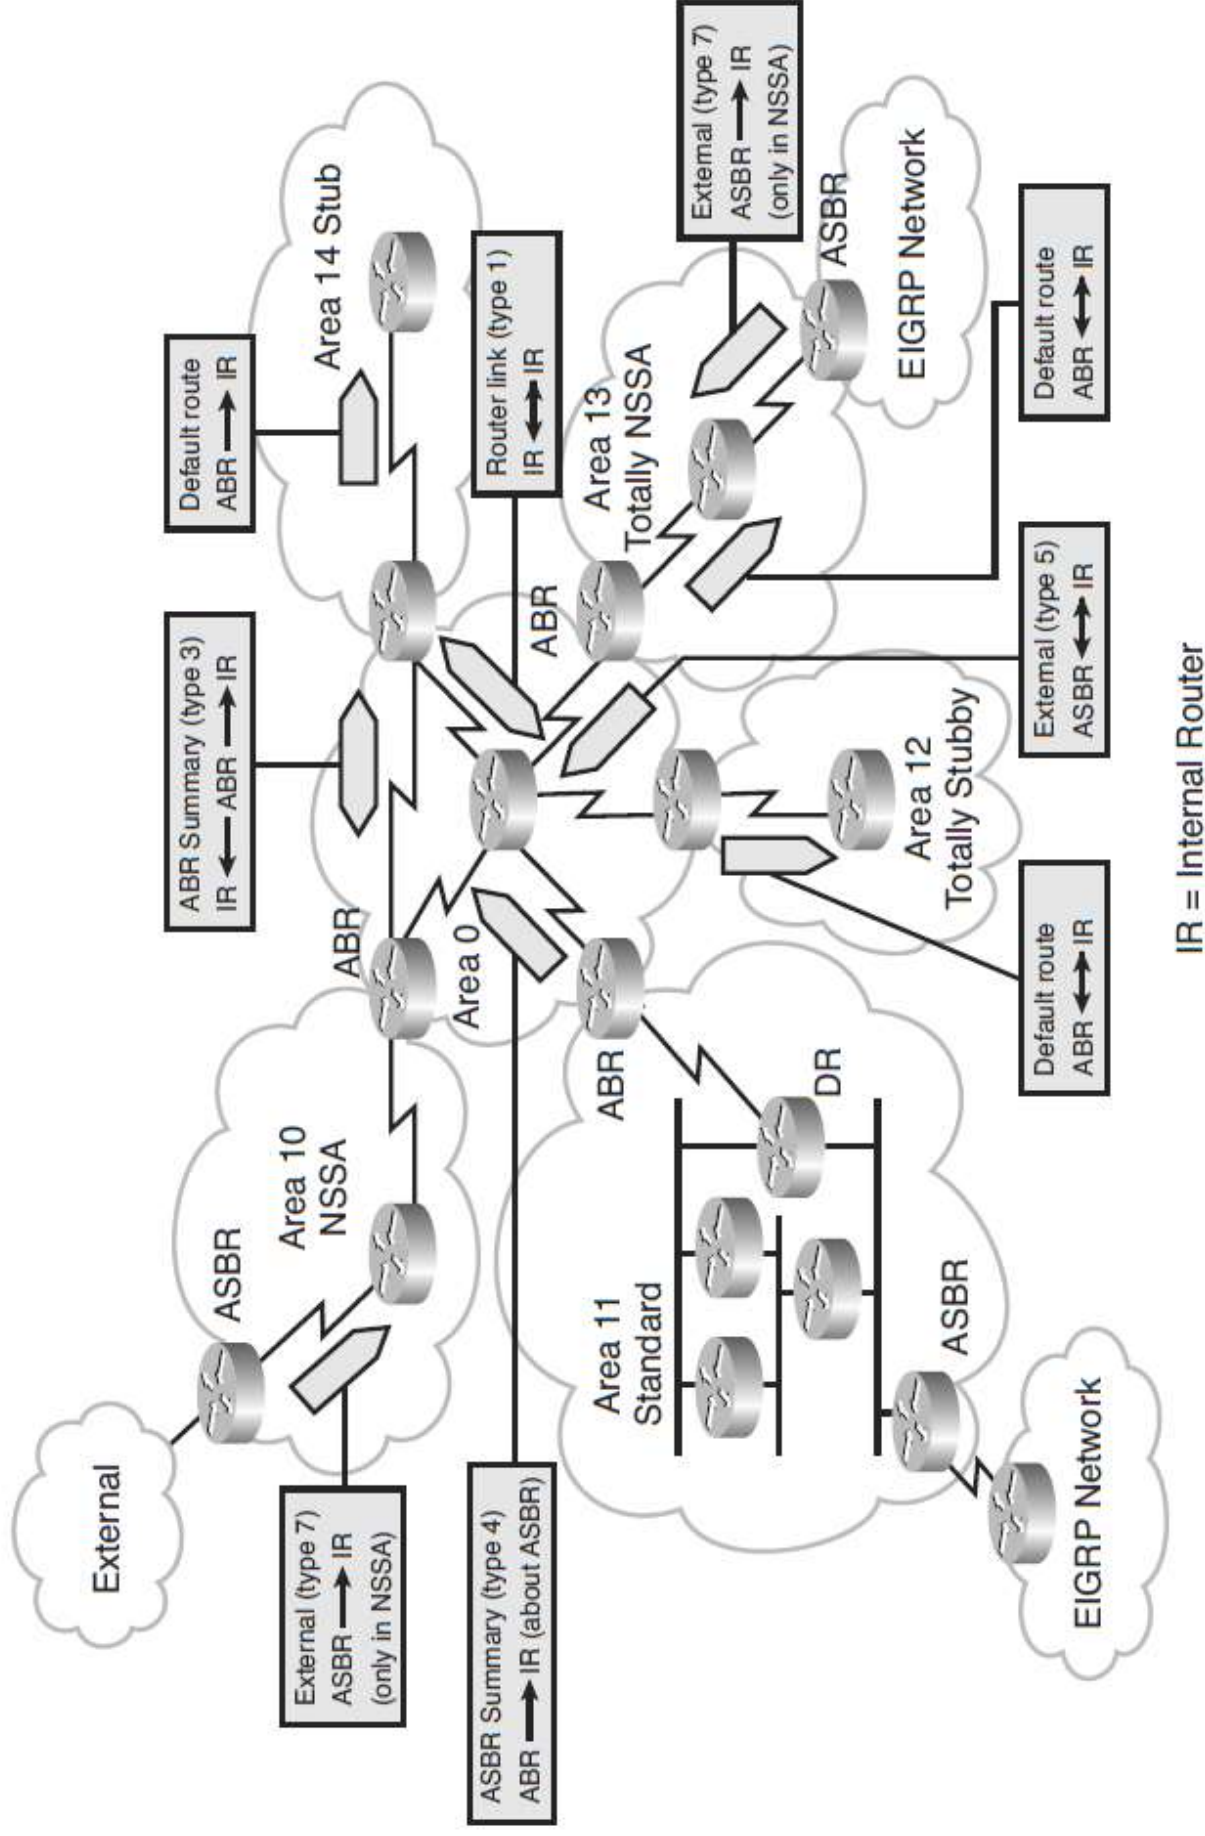 External
ASBR
Area 10
NSSA
External (type 7)
ASBR → IR
(only in NSSA)
ABR Summary (type 3)
IR ← ABR → IR
Default route
ABR → IR
Area 14 Stub
ABR
Area 0
Router link (type 1)
IR ↔ IR
ASBR Summary (type 4)
ABR → IR (about ASBR)
ABR
ABR
Area 13
Totally NSSA
External (type 7)
ASBR → IR
(only in NSSA)
ASBR
EIGRP Network
Area 11
Standard
DR
ASBR
EIGRP Network
Area 12
Totally Stubby
Default route
ABR ↔ IR
External (type 5)
ASBR ↔ IR
Default route
ABR ↔ IR
IR = Internal Router